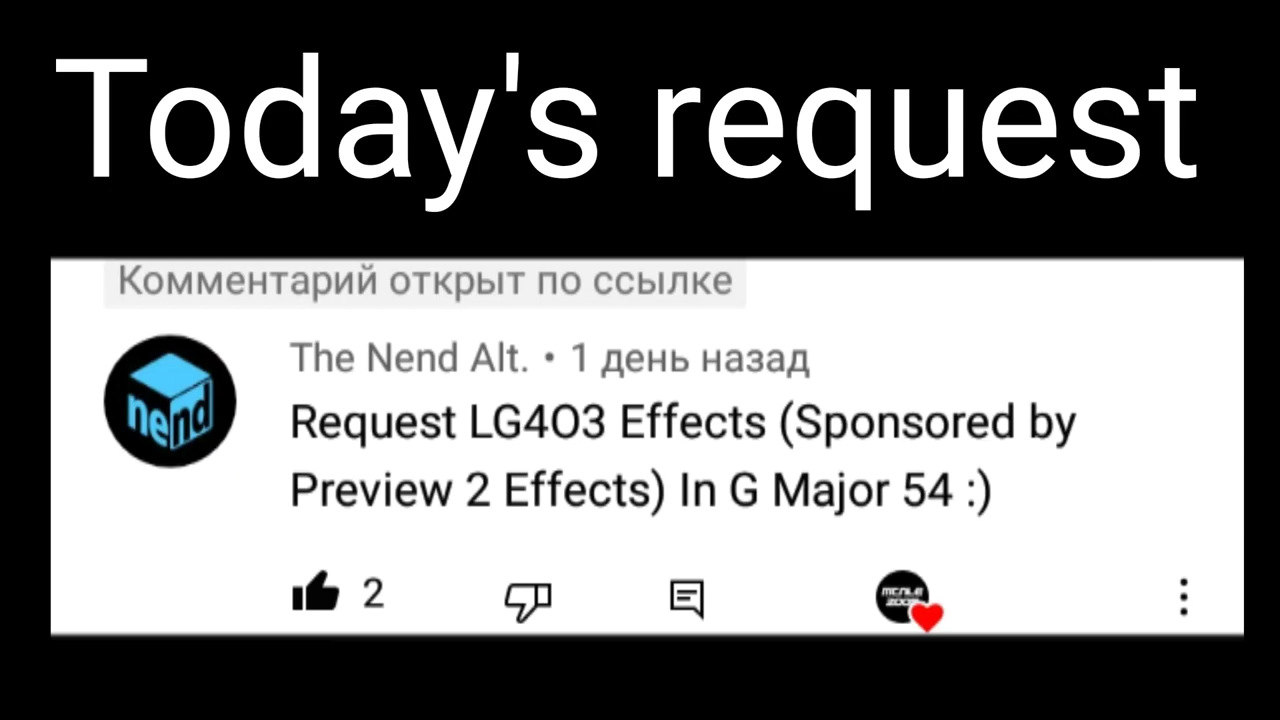 Today's request
Комментарий открыт по ссылке
nend
The Nend Alt. • 1 день назад
Request LG4O3 Effects (Sponsored by
Preview 2 Effects) In G Major 54 :)
2